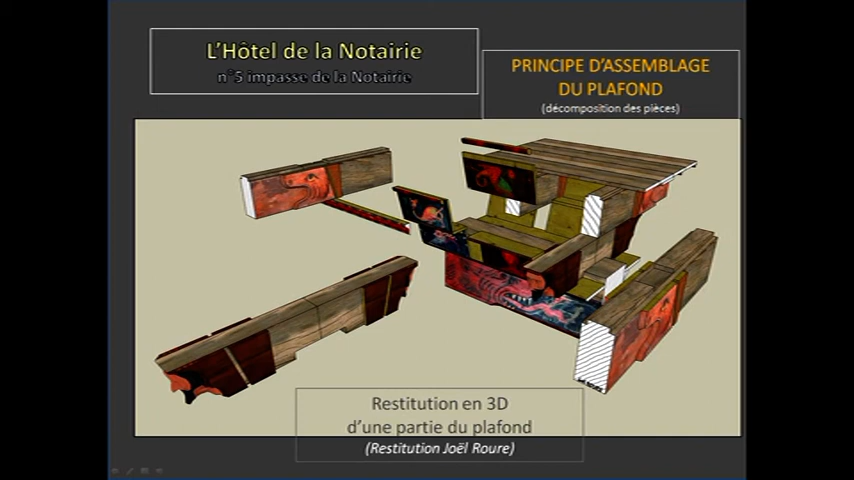 L'Hôtel de la Notairie
n°5 impasse de la Notairie
PRINCIPE D'ASSEMBLAGE
DU PLAFOND
(décomposition des pièces)
Restitution en 3D
d'une partie du plafond
(Restitution Joël Roure)